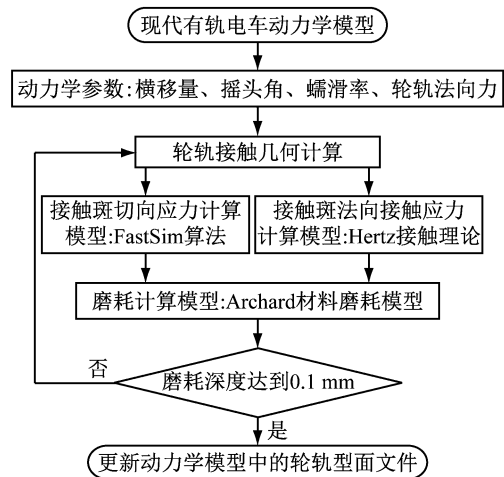 现代有轨电车动力学模型
动力学参数:横移量、摇头角、蠕滑率、轮轨法向力
轮轨接触几何计算
接触斑切向应力计算
模型:FastSim算法
接触斑法向接触应力
计算模型:Hertz接触理论
磨耗计算模型:Archard材料磨耗模型
否
磨耗深度达到0.1 mm
是
更新动力学模型中的轮轨型面文件